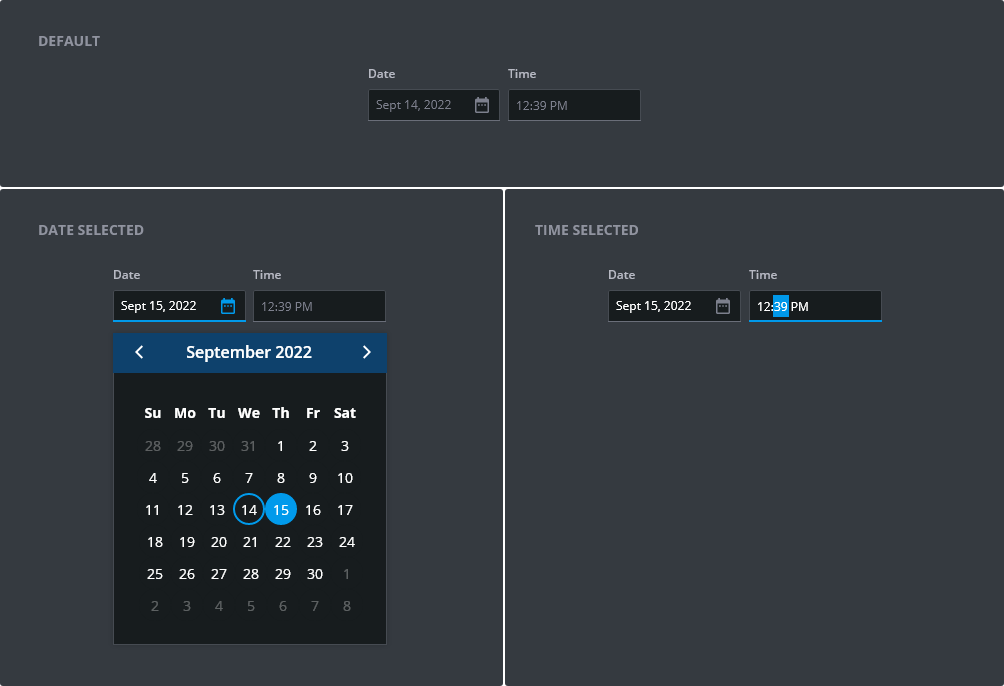 DEFAULT
Date Time
Sept 14, 2022 12:39 PM
DATE SELECTED
Date Time
Sept 15, 2022 12:39 PM
September 2022
Su Mo Tu We Th Fr Sat
28 29 30 31 1 2 3
4 5 6 7 8 9 10
11 12 13 14 15 16 17
18 19 20 21 22 23 24
25 26 27 28 29 30 1
2 3 4 5 6 7 8
TIME SELECTED
Date Time
Sept 15, 2022 12:39 PM